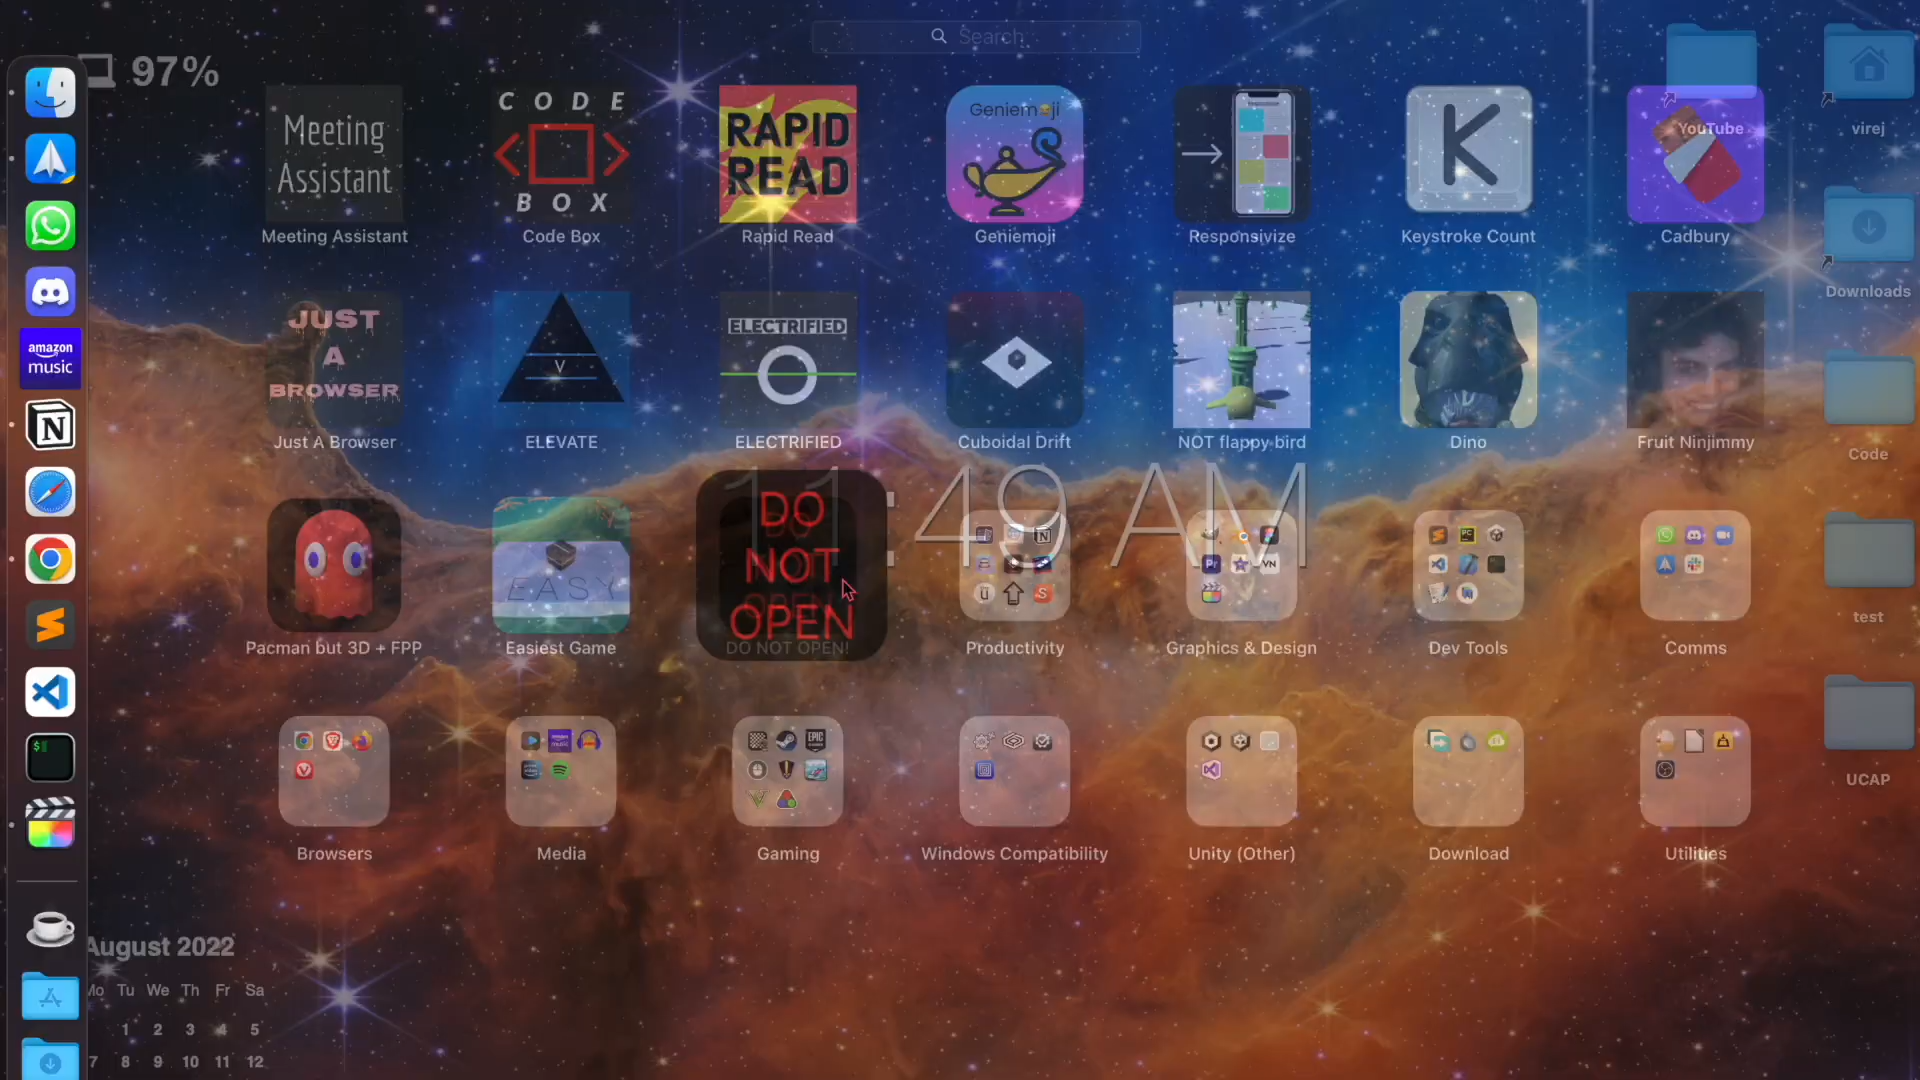 Search
97%
Meeting
Assistant
Meeting Assistant
CODE
BOX
Code Box
RAPID
READ
Rapid Read
Geniemoji
Geniemoji
Responsivize
K
Keystroke Count
Cadbury
YouTube
virej
Downloads
amazon
music
JUST
A
BROWSER
Just A Browser
V
ELEVATE
ELECTRIFIED
ELECTRIFIED
Cuboidal Drift
NOT flappy bird
Dino
Fruit Ninjimmy
Code
11:49 AM
Pacman but 3D + FPP
EASY
Easiest Game
DO
NOT
OPEN
DO NOT OPEN!
Productivity
Graphics & Design
Dev Tools
Comms
test
Browsers
Media
Gaming
Windows Compatibility
Unity (Other)
Download
Utilities
UCAP
August 2022
Mo Tu We Th Fr Sa
1 2 3 4 5
7 8 9 10 11 12